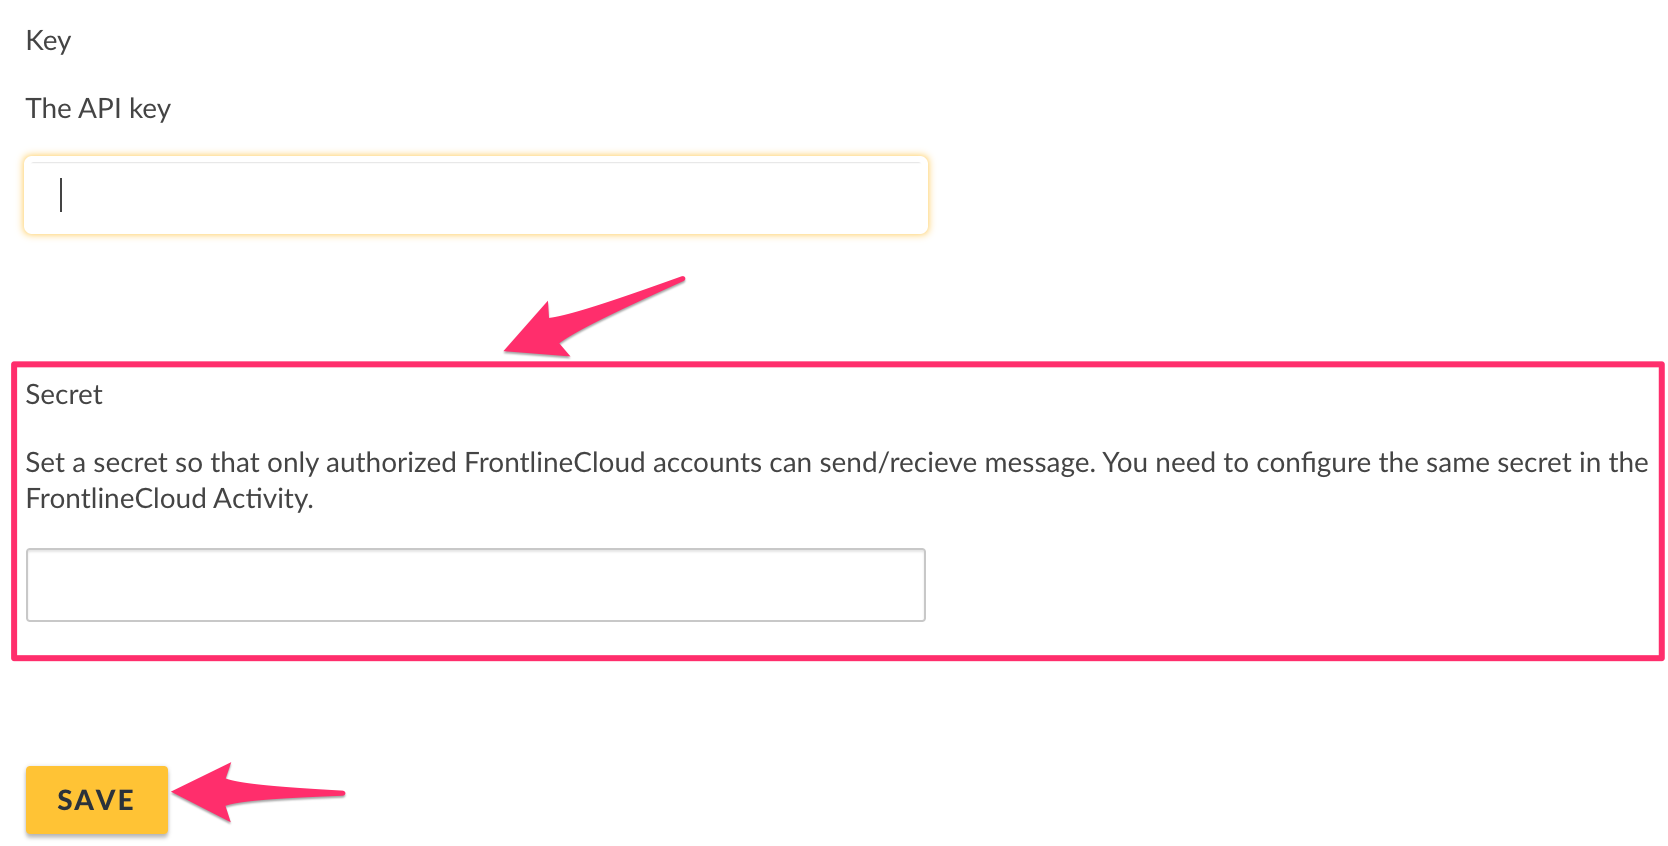 Key
The API key
Secret
Set a secret so that only authorized FrontlineCloud accounts can send/recieve message. You need to configure the same secret in the
FrontlineCloud Activity.
SAVE